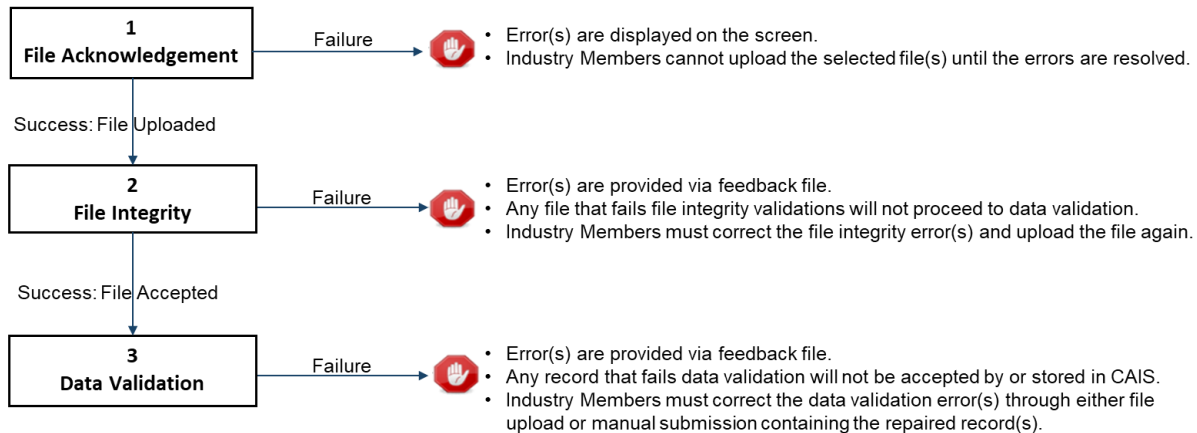 1
File Acknowledgement
Failure
• Error(s) are displayed on the screen.
• Industry Members cannot upload the selected file(s) until the errors are resolved.
Success: File Uploaded
2
File Integrity
Failure
• Error(s) are provided via feedback file.
• Any file that fails file integrity validations will not proceed to data validation.
• Industry Members must correct the file integrity error(s) and upload the file again.
Success: File Accepted
3
Data Validation
Failure
• Error(s) are provided via feedback file.
• Any record that fails data validation will not be accepted by or stored in CAIS.
• Industry Members must correct the data validation error(s) through either file
upload or manual submission containing the repaired record(s).